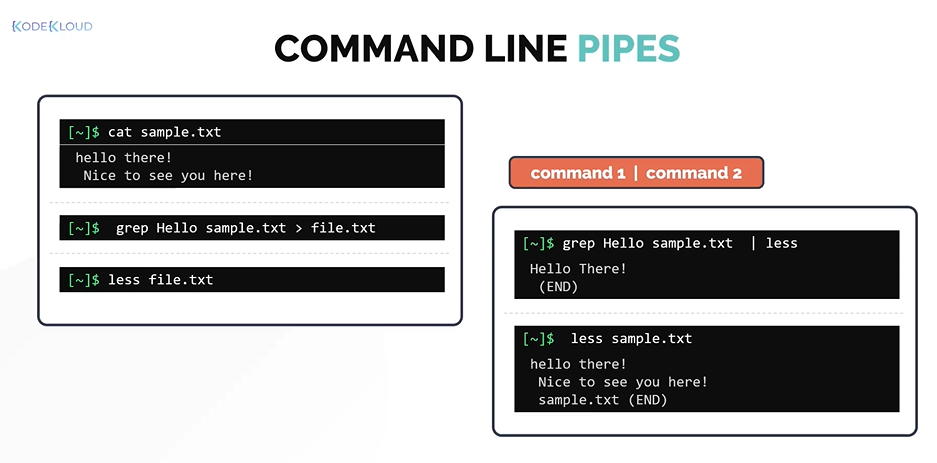 KODEKLOUD
COMMAND LINE PIPES
[~]$ cat sample.txt
hello there!
Nice to see you here!
[~]$ grep Hello sample.txt > file.txt
[~]$ less file.txt
command 1 | command 2
[~]$ grep Hello sample.txt | less
Hello There!
(END)
[~]$ less sample.txt
hello there!
Nice to see you here!
sample.txt (END)